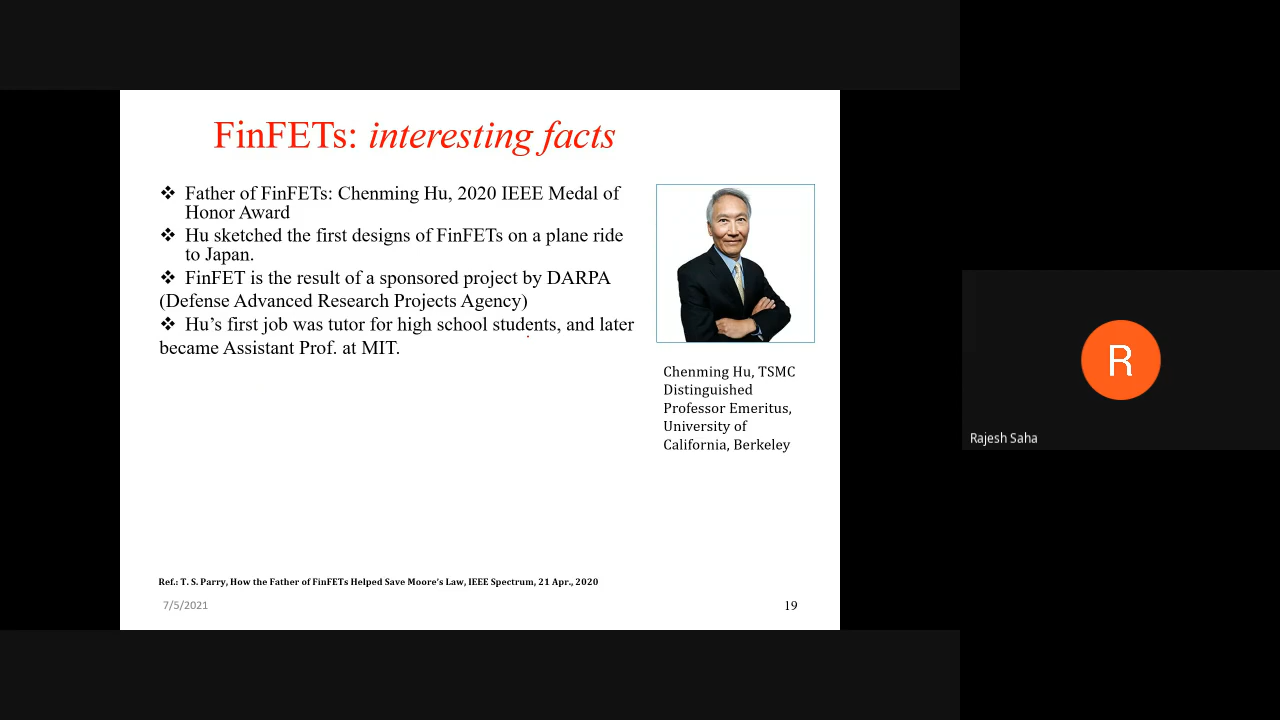 FinFETs: interesting facts
❖ Father of FinFETs: Chenming Hu, 2020 IEEE Medal of
Honor Award
❖ Hu sketched the first designs of FinFETs on a plane ride
to Japan.
❖ FinFET is the result of a sponsored project by DARPA
(Defense Advanced Research Projects Agency)
❖ Hu’s first job was tutor for high school students, and later
became Assistant Prof. at MIT.
Chenming Hu, TSMC
Distinguished
Professor Emeritus,
University of
California, Berkeley
Ref.: T. S. Parry, How the Father of FinFETs Helped Save Moore’s Law, IEEE Spectrum, 21 Apr., 2020
7/5/2021
19
R
Rajesh Saha